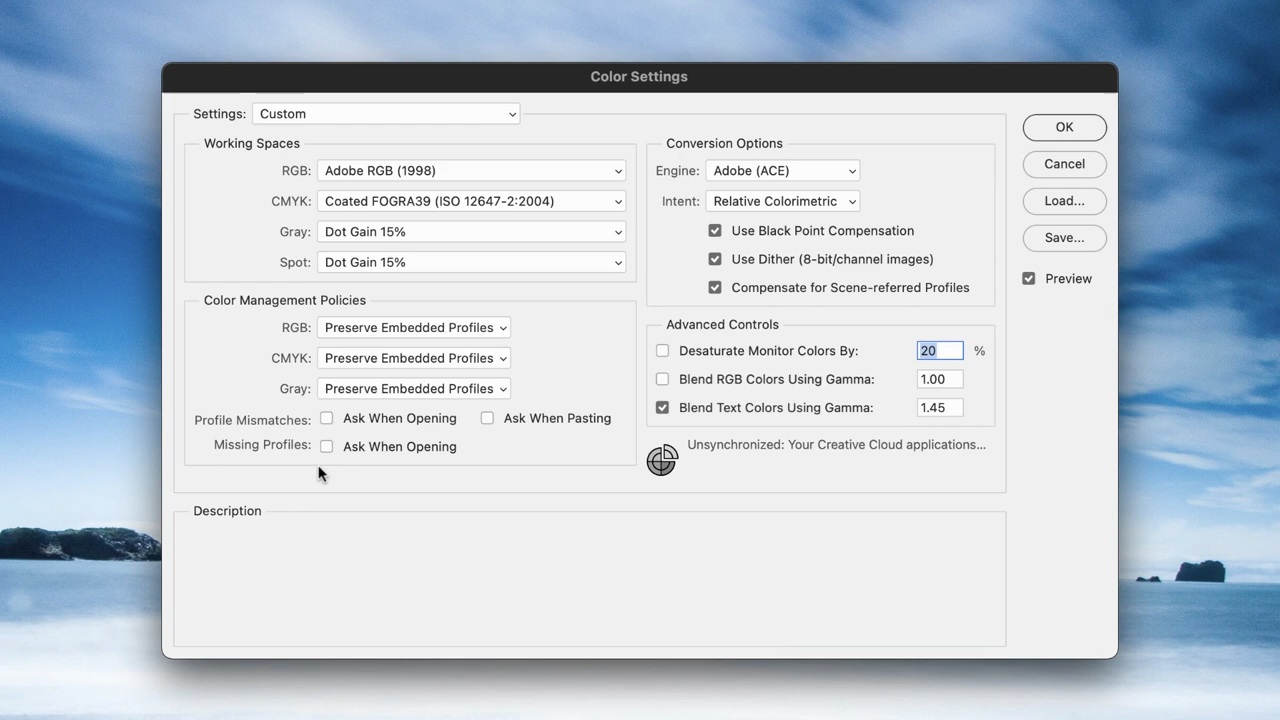 Color Settings
Settings: Custom
Working Spaces
RGB: Adobe RGB (1998)
CMYK: Coated FOGRA39 (ISO 12647-2:2004)
Gray: Dot Gain 15%
Spot: Dot Gain 15%
Color Management Policies
RGB: Preserve Embedded Profiles
CMYK: Preserve Embedded Profiles
Gray: Preserve Embedded Profiles
Profile Mismatches: Ask When Opening Ask When Pasting
Missing Profiles: Ask When Opening
Conversion Options
Engine: Adobe (ACE)
Intent: Relative Colorimetric
Use Black Point Compensation
Use Dither (8-bit/channel images)
Compensate for Scene-referred Profiles
Advanced Controls
Desaturate Monitor Colors By: 20 %
Blend RGB Colors Using Gamma: 1.00
Blend Text Colors Using Gamma: 1.45
Unsynchronized: Your Creative Cloud applications...
OK
Cancel
Load...
Save...
Preview
Description